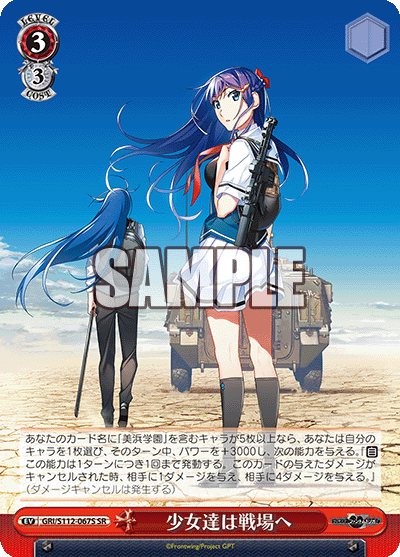 LEVEL
3
3
COST
SAMPLE
あなたのカード名に「美浜学園」を含むキャラが5枚以上なら、あなたは自分の
キャラを1枚選び、そのターン中、パワーを+3000し、次の能力を与える。『【自】
この能力は1ターンにつき1回まで発動する。このカードの与えたダメージが
キャンセルされた時、相手に1ダメージを与え、相手に4ダメージを与える。』
(ダメージキャンセルは発生する)
EV GRI/S112-067S SR 少女達は戦場へ
©Frontwing/Project GPT